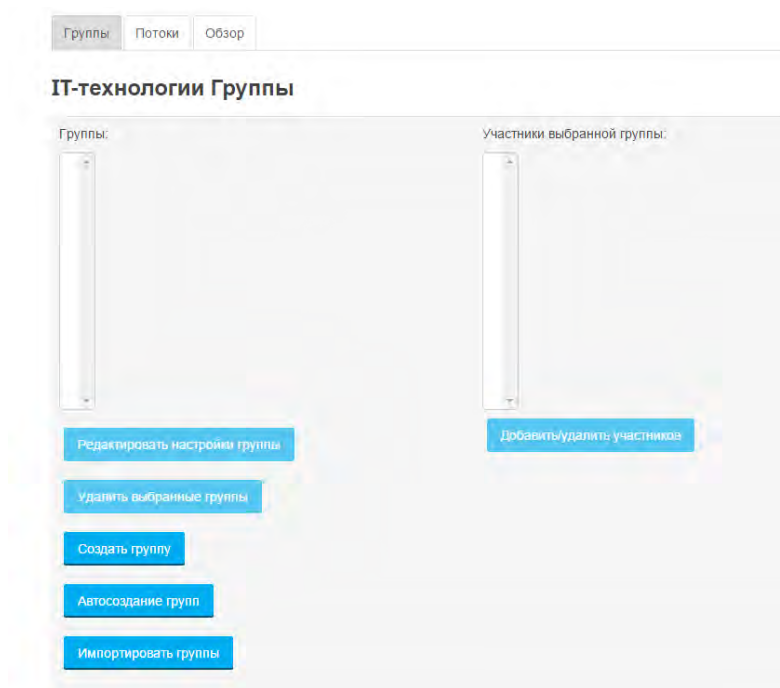 Группы Потоки Обзор
IT-технологии Группы
Группы:
Участники выбранной группы:
Редактировать настройки группы
Добавить/удалить участников
Удалить выбранные группы
Создать группу
Автосоздание групп
Импортировать группы